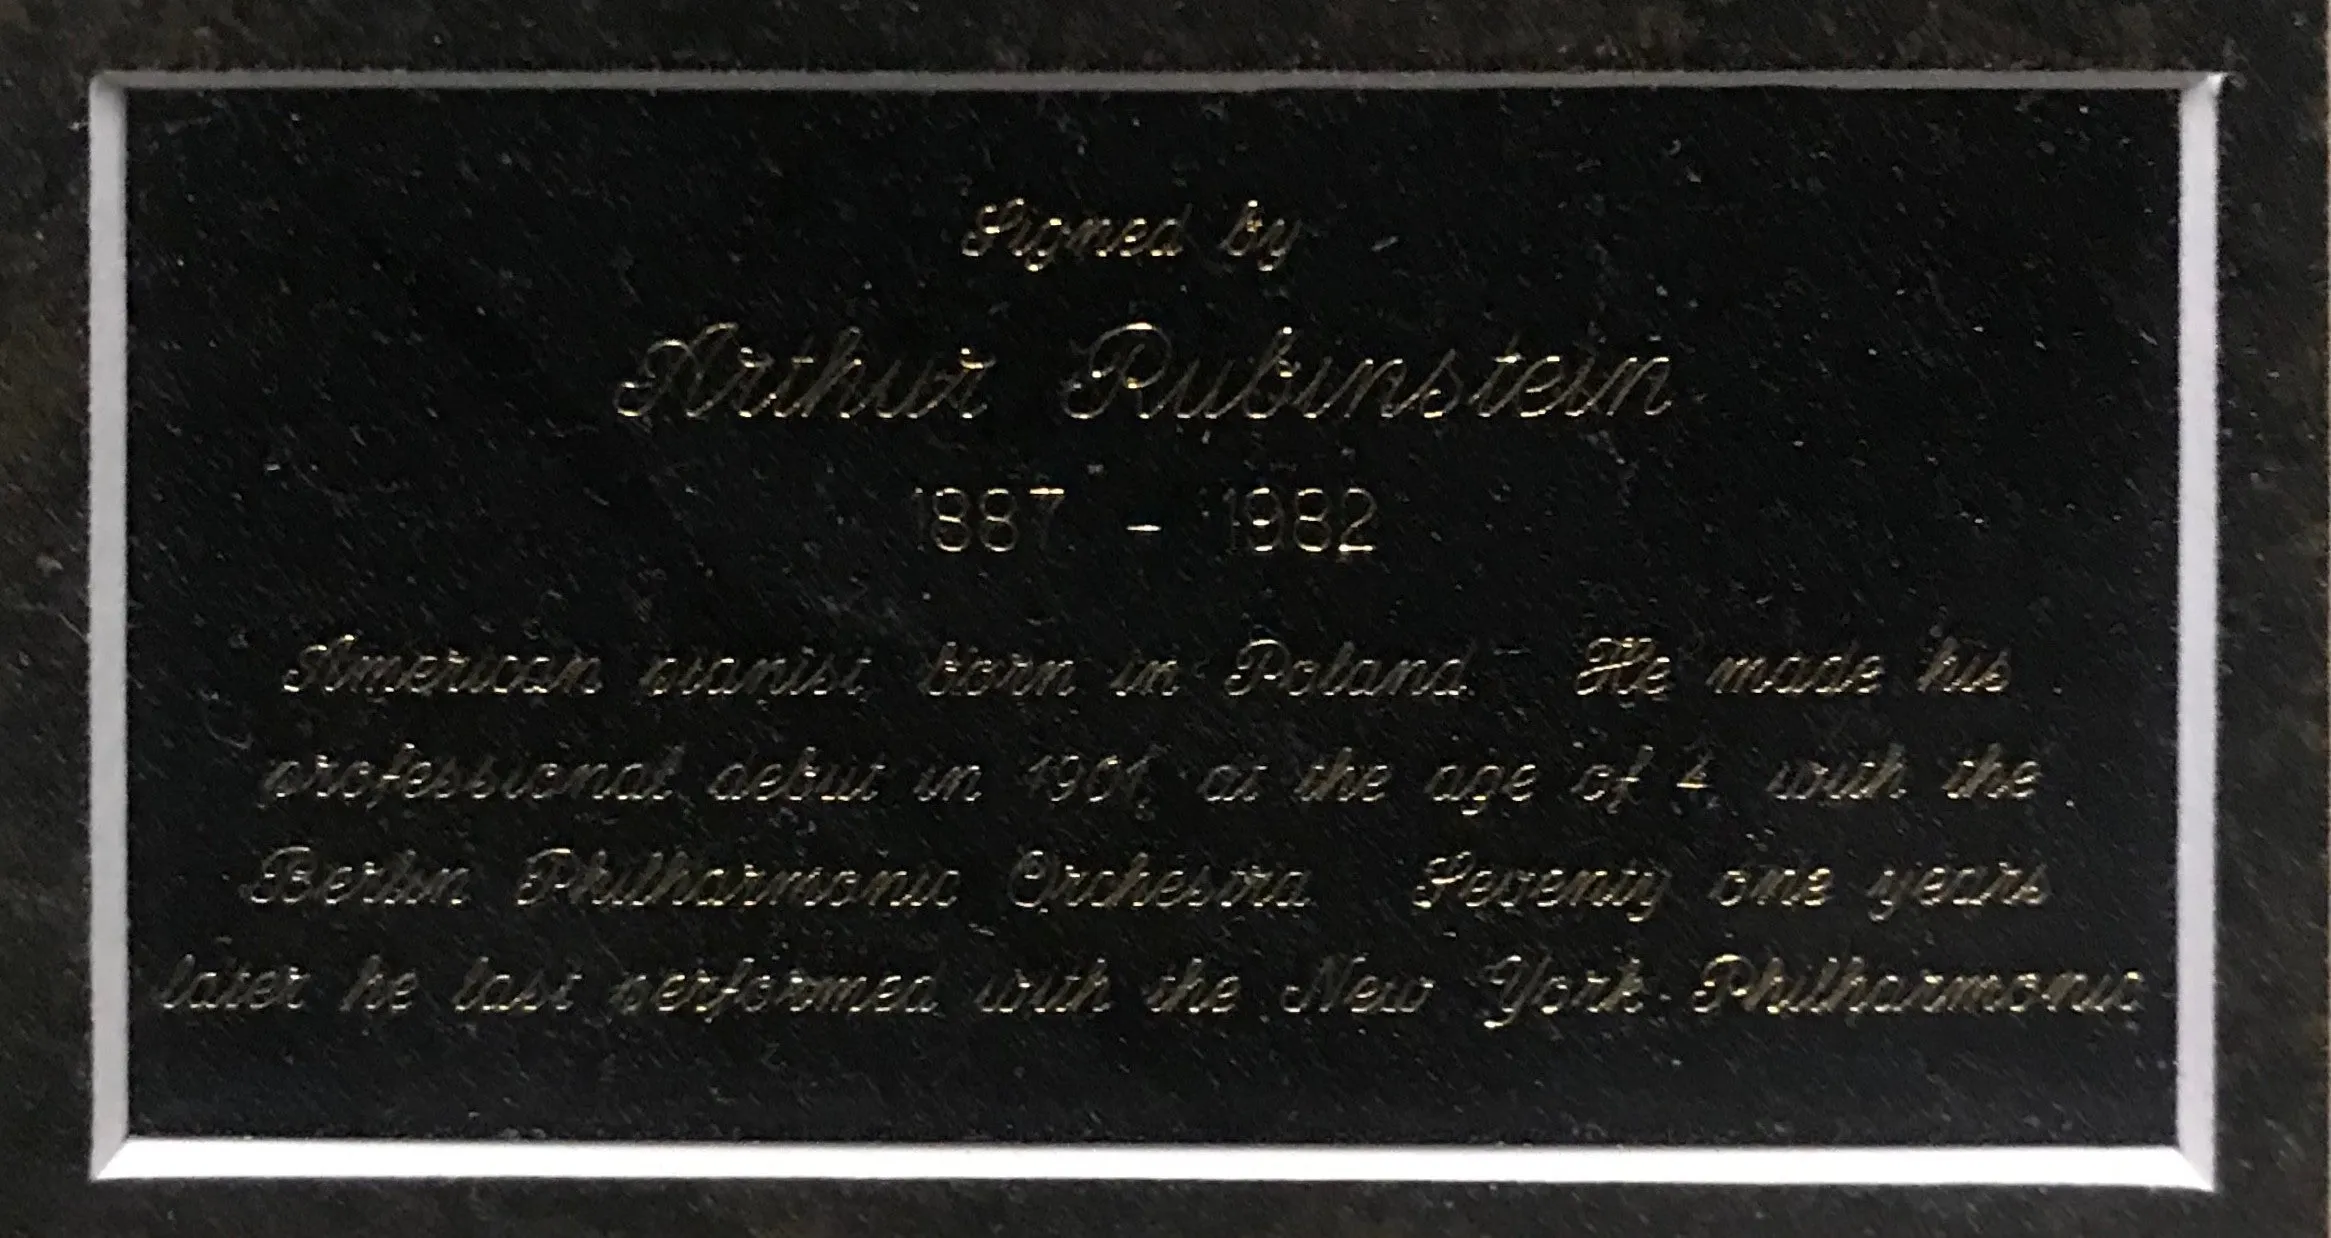 Signed by
Arthur Rubinstein
1887 - 1982
American pianist, born in Poland. He made his
professional debut in 1901, at the age of 4, with the
Berlin Philharmonic Orchestra. Seventy one years
later he last performed with the New York Philharmonic